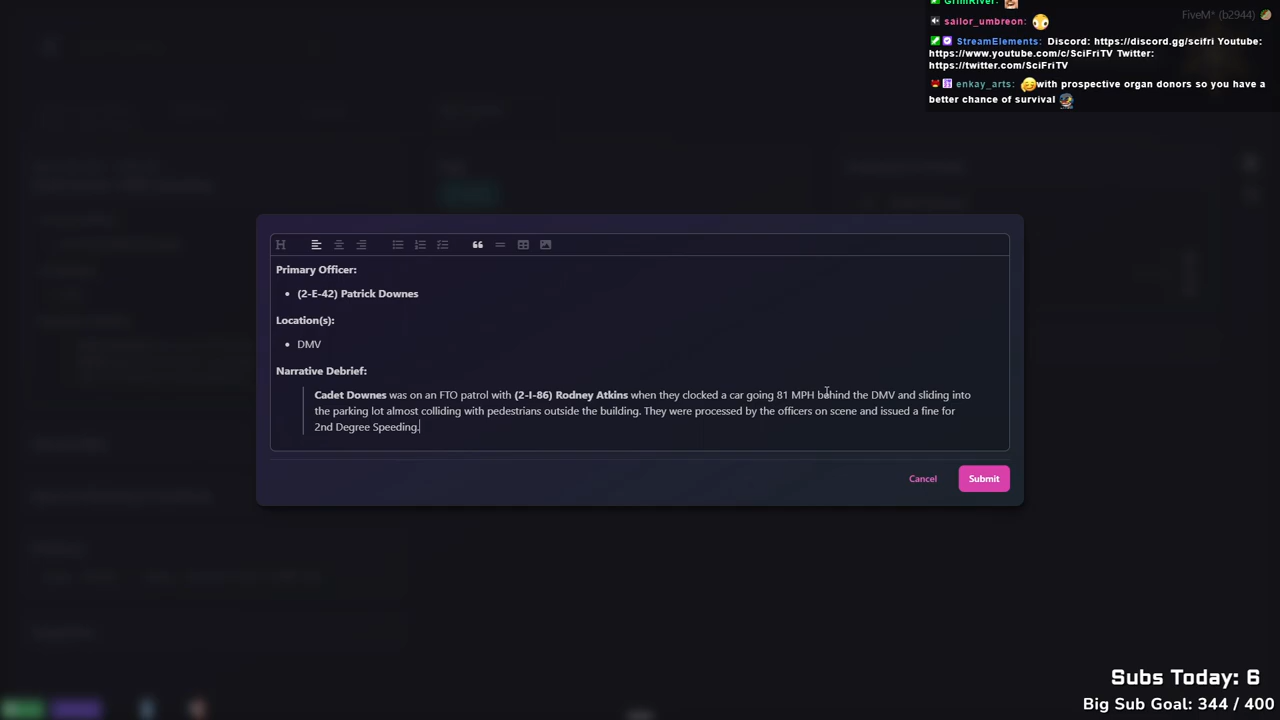 GrimRiver:
FiveM* (b2944)
sailor_umbreon:
StreamElements: Discord: https://discord.gg/scifri Youtube:
https://www.youtube.com/c/SciFriTV Twitter:
https://twitter.com/SciFriTV
enkay_arts: with prospective organ donors so you have a
better chance of survival
H
Primary Officer:
• (2-E-42) Patrick Downes
Location(s):
• DMV
Narrative Debrief:
Cadet Downes was on an FTO patrol with (2-I-86) Rodney Atkins when they clocked a car going 81 MPH behind the DMV and sliding into
the parking lot almost colliding with pedestrians outside the building. They were processed by the officers on scene and issued a fine for
2nd Degree Speeding.
Cancel
Submit
Subs Today: 6
Big Sub Goal: 344 / 400